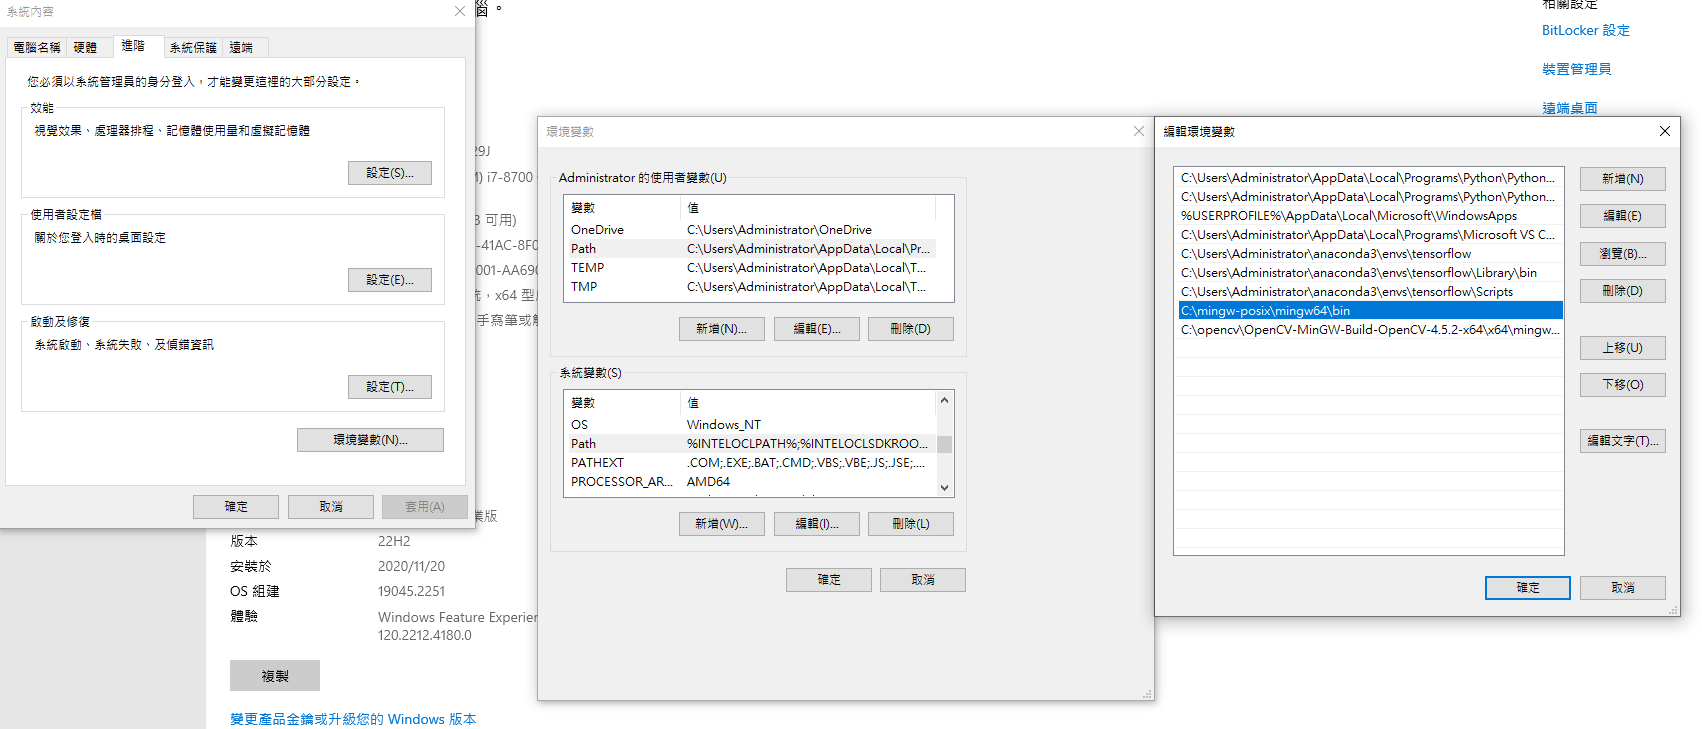 系統內容
電腦名稱
硬體
進階
系統保護
遠端
您必須以系統管理員的身分登入，才能變更這裡的大部分設定。
效能
視覺效果、處理器排程、記憶體使用量和虛擬記憶體
設定(S)...
使用者設定檔
關於您登入時的桌面設定
設定(E)...
啟動及修復
系統啟動、系統失敗、及偵錯資訊
設定(T)...
環境變數(N)...
確定
取消
套用(A)
腦。
29J
M) i7-8700
B 可用)
-41AC-8F0
001-AA690
統，x64 型
手寫筆或
業版
版本
22H2
安裝於
2020/11/20
OS 組建
19045.2251
體驗
Windows Feature Experien
120.2212.4180.0
複製
變更產品金鑰或升級您的 Windows 版本
環境變數
Administrator 的使用者變數(U)
變數 值
OneDrive C:\Users\Administrator\OneDrive
Path C:\Users\Administrator\AppData\Local\Pr...
TEMP C:\Users\Administrator\AppData\Local\T...
TMP C:\Users\Administrator\AppData\Local\T...
新增(N)...
編輯(E)...
刪除(D)
系統變數(S)
變數 值
OS Windows_NT
Path %INTELOCLPATH%;%INTELOCLSDKROO...
PATHEXT .COM;.EXE;.BAT;.CMD;.VBS;.VBE;.JS;.JSE;....
PROCESSOR_AR... AMD64
新增(W)...
編輯(I)...
刪除(L)
確定
取消
相關設定
BitLocker 設定
裝置管理員
遠端桌面
編輯環境變數
C:\Users\Administrator\AppData\Local\Programs\Python\Python...
C:\Users\Administrator\AppData\Local\Programs\Python\Python...
%USERPROFILE%\AppData\Local\Microsoft\WindowsApps
C:\Users\Administrator\AppData\Local\Programs\Microsoft VS C...
C:\Users\Administrator\anaconda3\envs\tensorflow
C:\Users\Administrator\anaconda3\envs\tensorflow\Library\bin
C:\Users\Administrator\anaconda3\envs\tensorflow\Scripts
C:\mingw-posix\mingw64\bin
C:\opencv\OpenCV-MinGW-Build-OpenCV-4.5.2-x64\x64\mingw...
新增(N)
編輯(E)
瀏覽(B)...
刪除(D)
上移(U)
下移(O)
編輯文字(T)...
確定
取消